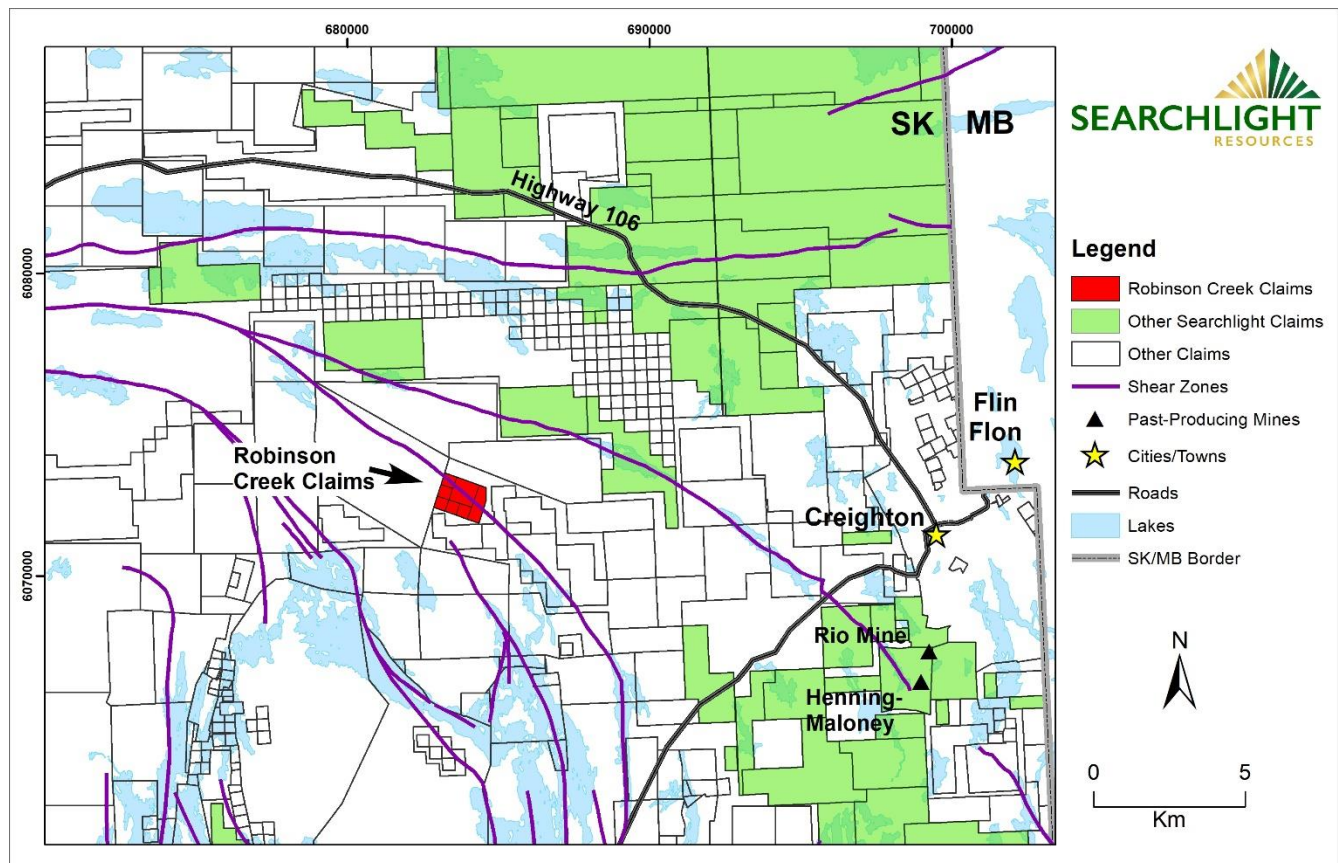 680000
690000
700000
6080000
6070000
SK MB
Highway 106
Robinson
Creek Claims
Flin
Flon
Creighton
Rio Mine
Henning-
Maloney
SEARCHLIGHT
RESOURCES
Legend
Robinson Creek Claims
Other Searchlight Claims
Other Claims
Shear Zones
Past-Producing Mines
Cities/Towns
Roads
Lakes
SK/MB Border
N
0 5
Km